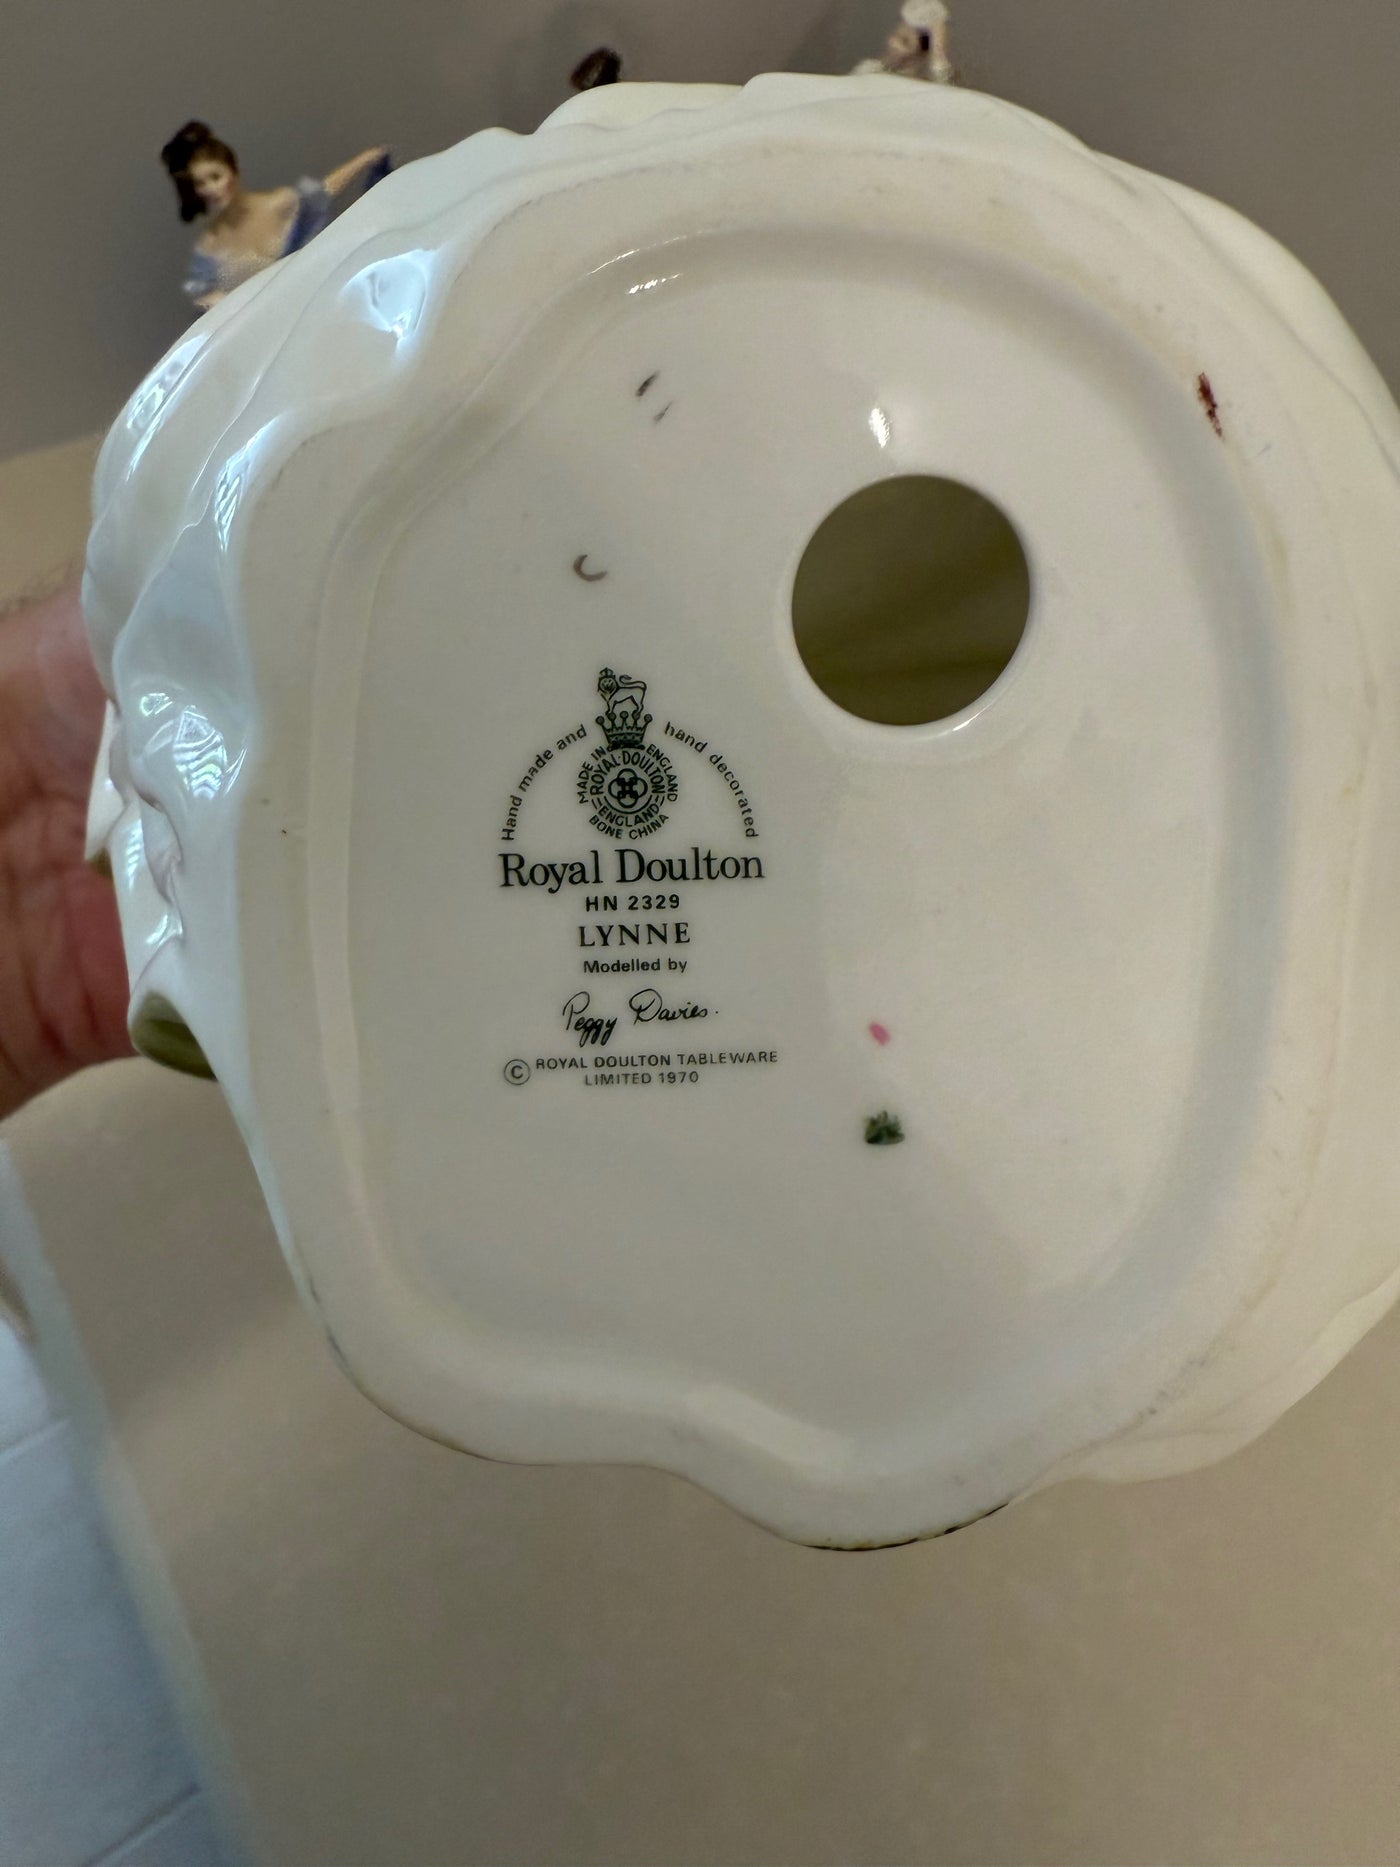 Hand made and hand decorated
MADE IN ENGLAND
ROYAL·DOULTON
ENGLAND
BONE CHINA
Royal Doulton
HN 2329
LYNNE
Modelled by
Peggy Davies.
© ROYAL DOULTON TABLEWARE
LIMITED 1970